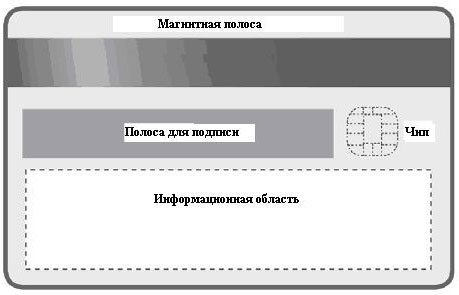 Магнитная полоса
Полоса для подписи
Чип
Информационная область